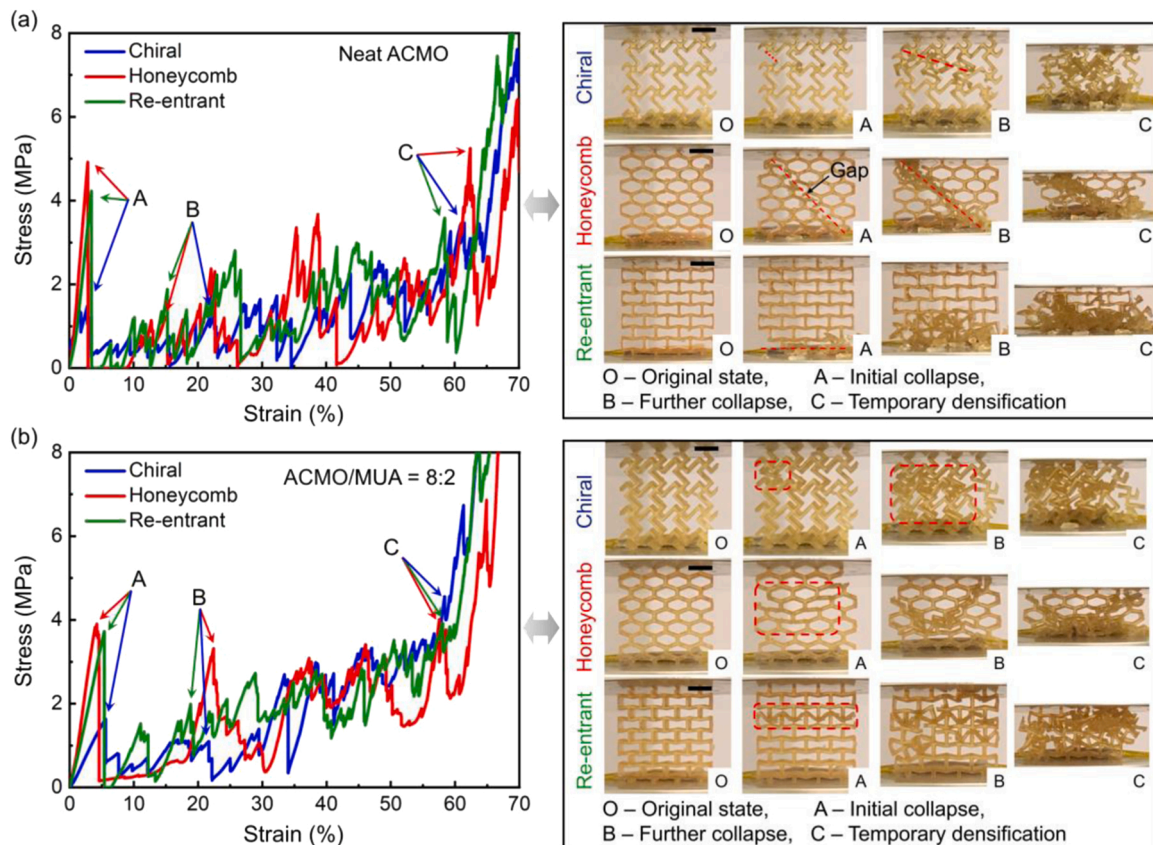 (a)
8
6
4
2
0
Stress (MPa)
Chiral
Honeycomb
Re-entrant
Neat ACMO
A
B
C
0 10 20 30 40 50 60 70
Strain (%)
Chiral
O
A
B
C
Honeycomb
Gap
O
A
B
C
Re-entrant
O
A
B
C
O – Original state, A – Initial collapse,
B – Further collapse, C – Temporary densification
(b)
8
6
4
2
0
Stress (MPa)
Chiral
Honeycomb
Re-entrant
ACMO/MUA = 8:2
A
B
C
0 10 20 30 40 50 60 70
Strain (%)
Chiral
O
A
B
C
Honeycomb
O
A
B
C
Re-entrant
O
A
B
C
O – Original state, A – Initial collapse,
B – Further collapse, C – Temporary densification